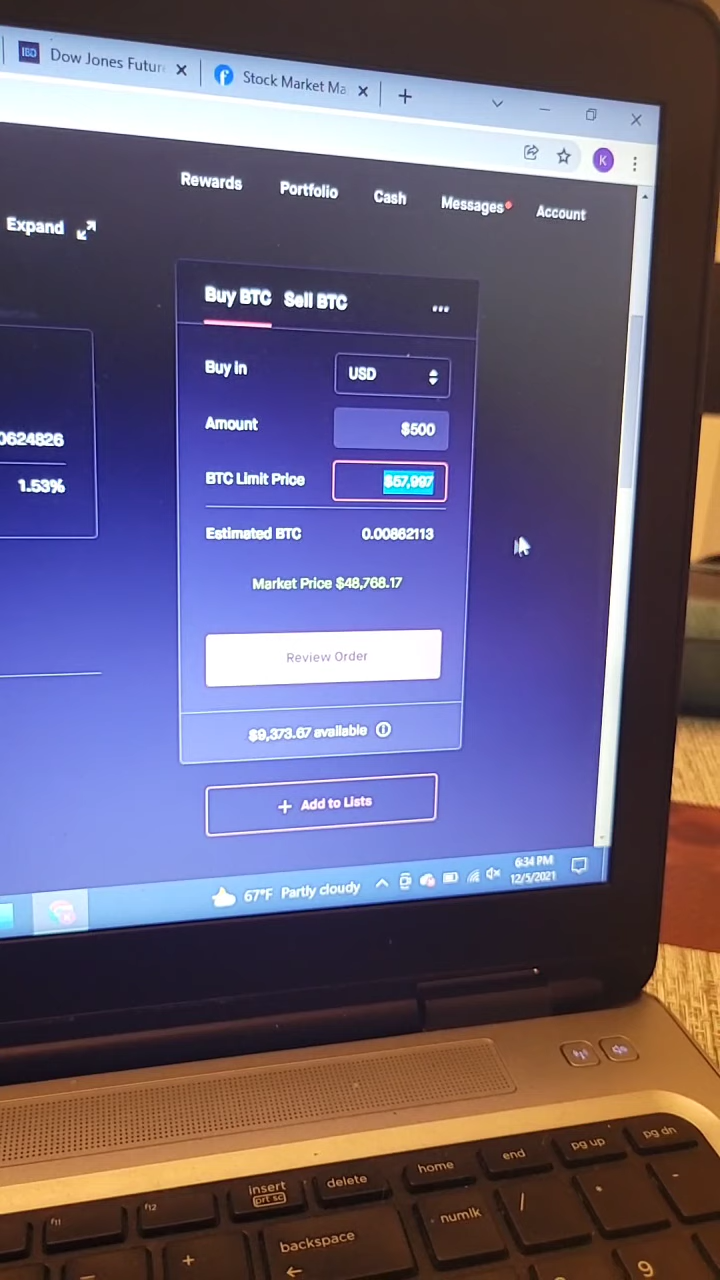 IBD Dow Jones Futur
Stock Market Ma
K
Rewards Portfolio Cash Messages Account
Expand
Buy BTC Sell BTC
Buy In USD
0624826
Amount $500
1.53%
BTC Limit Price $57,997
Estimated BTC 0.00862113
Market Price $48,768.17
Review Order
$9,373.67 available
+ Add to Lists
67°F Partly cloudy
6:34 PM
12/5/2021
f11 f12 insert delete home end pg up pg dn
prt sc
+ backspace numlk / * -
9